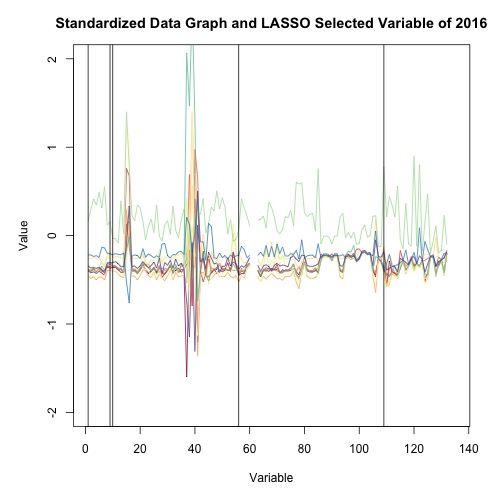 Standardized Data Graph and LASSO Selected Variable of 2016
2
1
0
-1
-2
Value
0 20 40 60 80 100 120 140
Variable